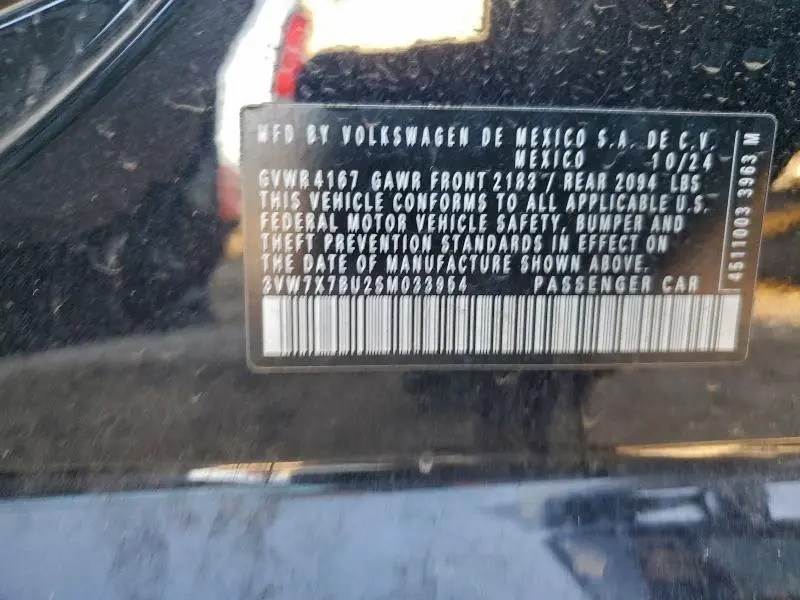 MFD BY VOLKSWAGEN DE MEXICO S.A. DE C.V.
MEXICO 10/24
GVWR 4167 GAWR FRONT 2183 / REAR 2094 LBS
THIS VEHICLE CONFORMS TO ALL APPLICABLE U.S.
FEDERAL MOTOR VEHICLE SAFETY, BUMPER AND
THEFT PREVENTION STANDARDS IN EFFECT ON
THE DATE OF MANUFACTURE SHOWN ABOVE.
3VW7X7BU2SM033954 PASSENGER CAR
4511003 3963 M